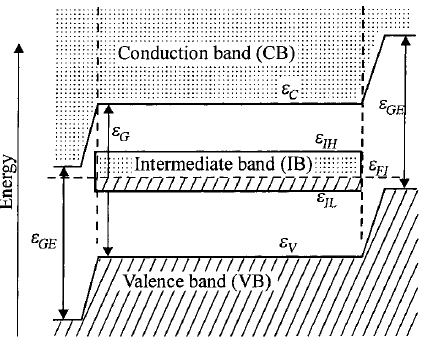 Conduction band (CB)
ε_C
ε_GE
ε_G
ε_IH
Intermediate band (IB)
ε_FI
ε_IL
Energy
ε_GE
ε_V
Valence band (VB)